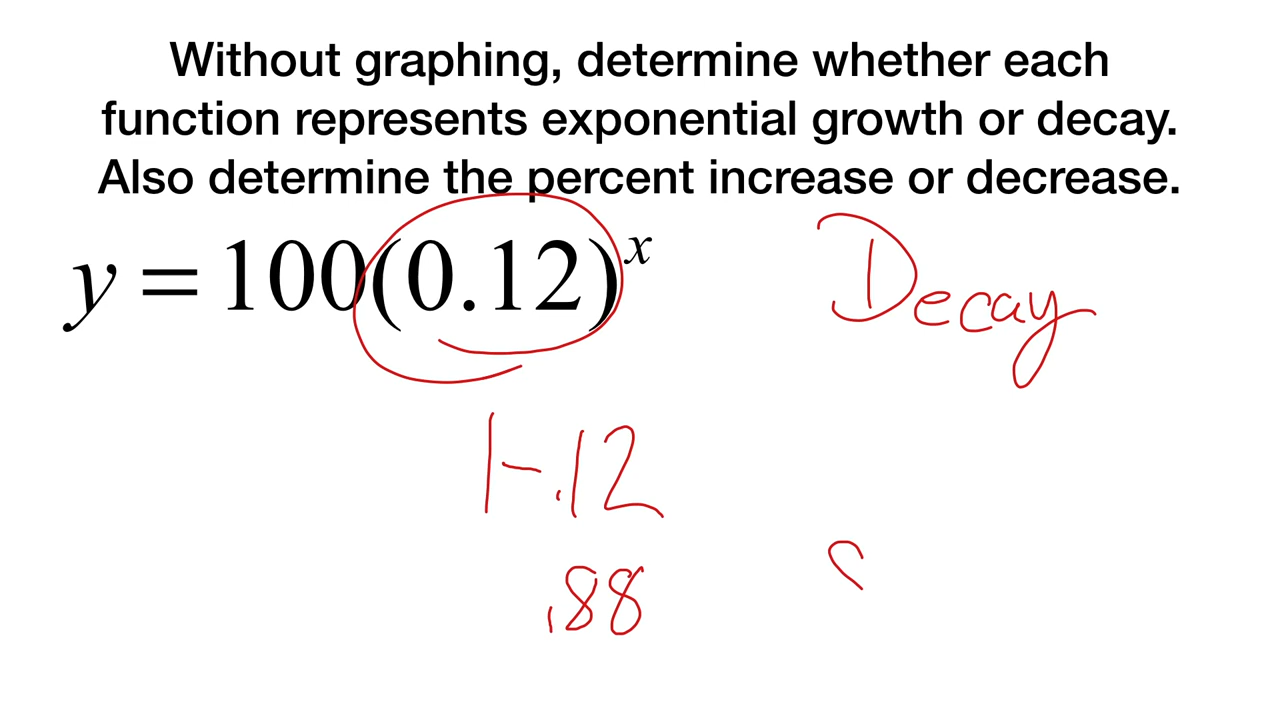 Without graphing, determine whether each
function represents exponential growth or decay.
Also determine the percent increase or decrease.
y = 100(0.12)^x
Decay
1-.12
.88